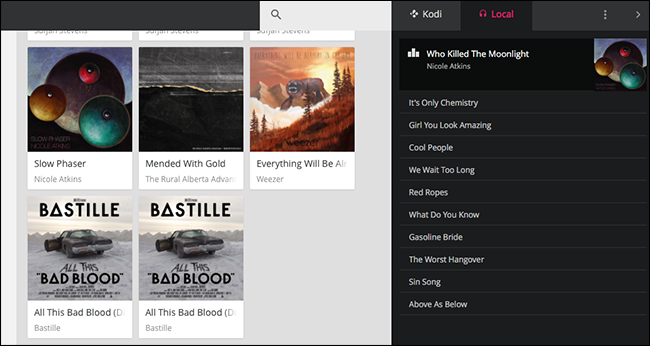 Sufjan Stevens
Sufjan Stevens
SLOW PHASER
NICOLE ATKINS
Slow Phaser
Nicole Atkins
Mended With Gold
The Rural Alberta Advan
weezer
Everything Will Be Al
Weezer
BASTILLE
ALL THIS
"BAD BLOOD"
All This Bad Blood (D
Bastille
BASTILLE
ALL THIS
"BAD BLOOD"
All This Bad Blood (D
Bastille
Kodi
Local
Who Killed The Moonlight
Nicole Atkins
It's Only Chemistry
Girl You Look Amazing
Cool People
We Wait Too Long
Red Ropes
What Do You Know
Gasoline Bride
The Worst Hangover
Sin Song
Above As Below